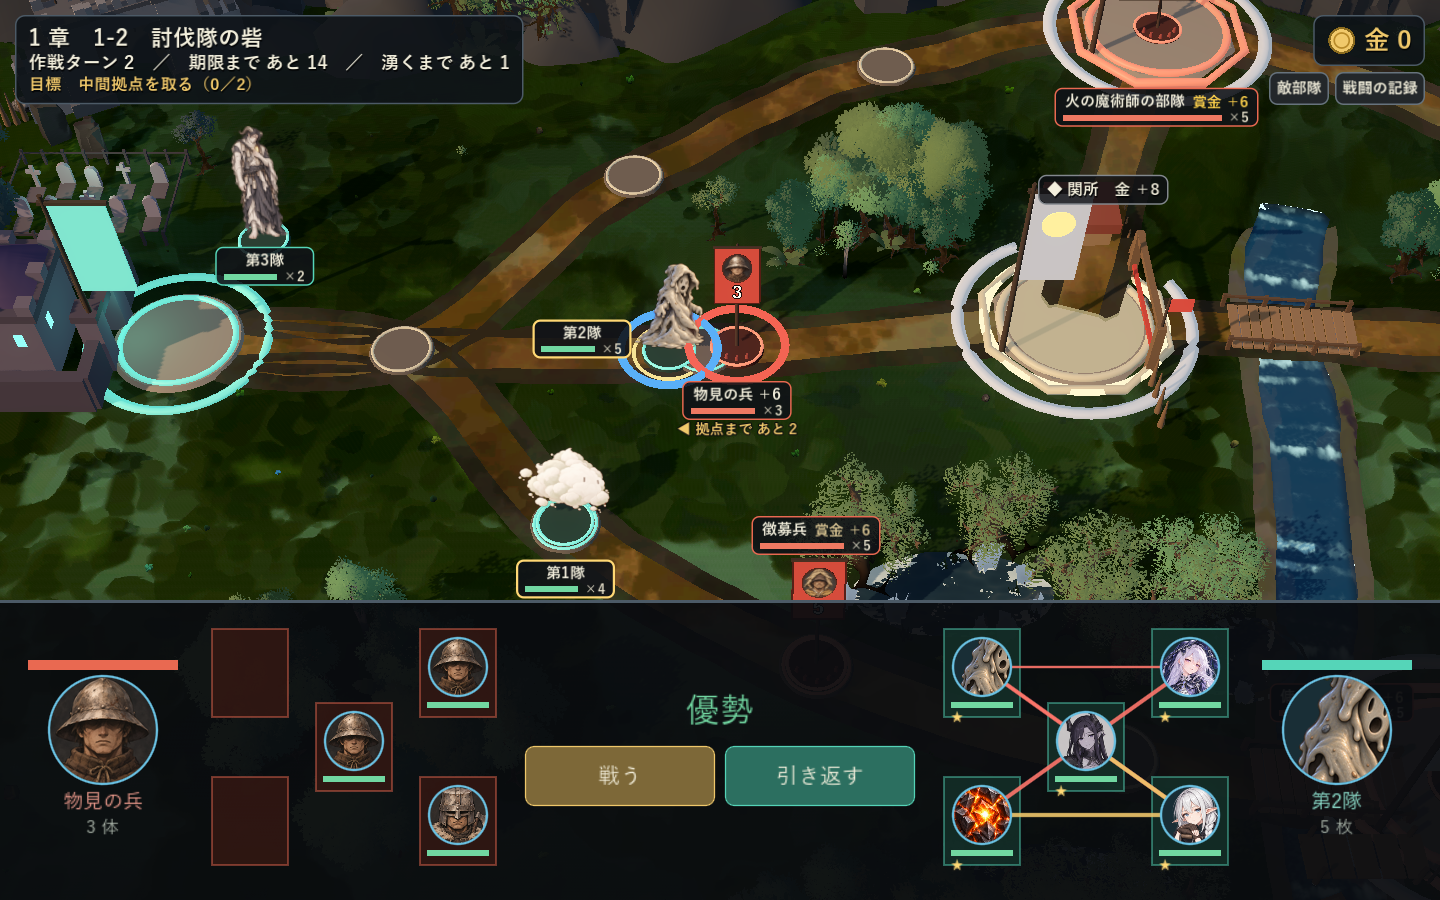 1 章　1-2　討伐隊の砦
作戦ターン 2　／　期限まで あと 14　／　湧くまで あと 1
目標　中間拠点を取る（0／2）
金 0
敵部隊
戦闘の記録
火の魔術師の部隊 賞金 +6
×5
◆ 関所　金 +8
第3隊
×2
3
第2隊
×5
物見の兵 +6
×3
◀ 拠点まで あと 2
徴募兵 賞金 +6
×5
5
第1隊
×4
物見の兵
3 体
優勢
戦う
引き返す
第2隊
5 枚